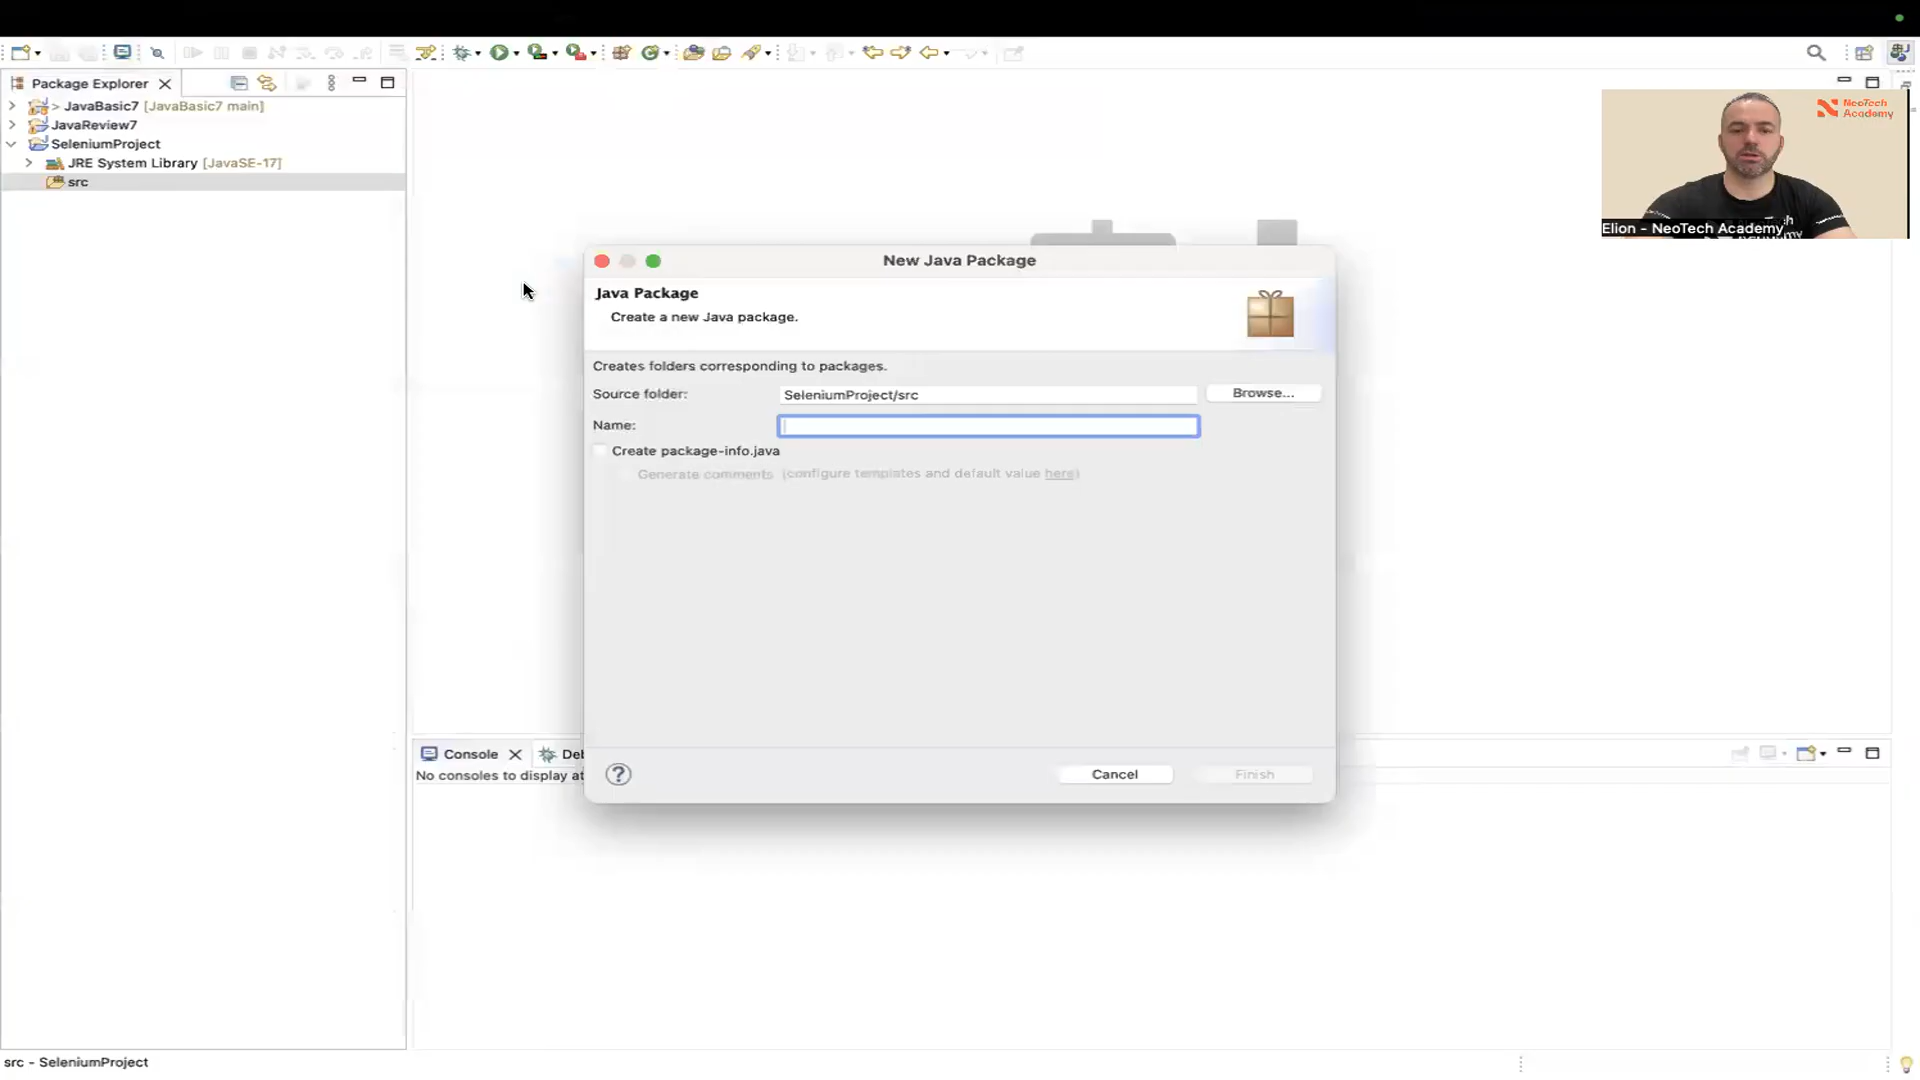 Package Explorer
> JavaBasic7 [JavaBasic7 main]
JavaReview7
SeleniumProject
JRE System Library [JavaSE-17]
src
NeoTech
Academy
Elion - NeoTech Academy
New Java Package
Java Package
Create a new Java package.
Creates folders corresponding to packages.
Source folder:
SeleniumProject/src
Browse...
Name:
Create package-info.java
Generate comments (configure templates and default value here)
?
Cancel
Finish
Console
Deb
No consoles to display at
src - SeleniumProject